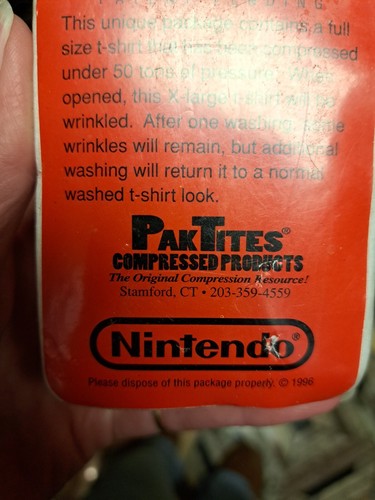 PATENT PENDING
This unique package contains a full
size t-shirt that has been compressed
under 50 tons of pressure. When
opened, this X-large t-shirt will be
wrinkled. After one washing, some
wrinkles will remain, but additional
washing will return it to a normal
washed t-shirt look.
PAKTITES®
COMPRESSED PRODUCTS
The Original Compression Resource!
Stamford, CT • 203-359-4559
Nintendo®
Please dispose of this package properly. © 1996